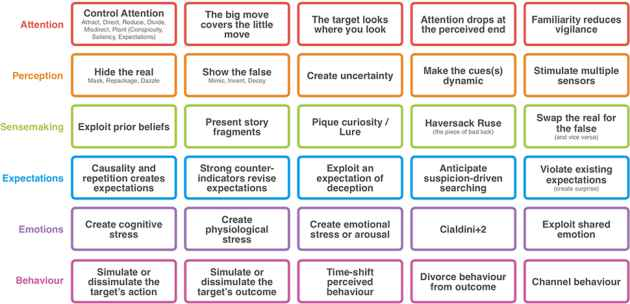 Attention
Control Attention
Attract, Direct, Reduce, Divide,
Misdirect, Plant (Conspicuity,
Saliency, Expectations)
The big move
covers the little
move
The target looks
where you look
Attention drops at
the perceived end
Familiarity reduces
vigilance
Perception
Hide the real
Mask, Repackage, Dazzle
Show the false
Mimic, Invent, Decoy
Create uncertainty
Make the cues(s)
dynamic
Stimulate multiple
sensors
Sensemaking
Exploit prior beliefs
Present story
fragments
Pique curiosity /
Lure
Haversack Ruse
(the piece of bad luck)
Swap the real for
the false
(and vice versa)
Expectations
Causality and
repetition creates
expectations
Strong counter-
indicators revise
expectations
Exploit an
expectation of
deception
Anticipate
suspicion-driven
searching
Violate existing
expectations
(create surprise)
Emotions
Create cognitive
stress
Create
physiological
stress
Create emotional
stress or arousal
Cialdini+2
Exploit shared
emotion
Behaviour
Simulate or
dissimulate the
target's action
Simulate or
dissimulate the
target's outcome
Time-shift
perceived
behaviour
Divorce behaviour
from outcome
Channel behaviour